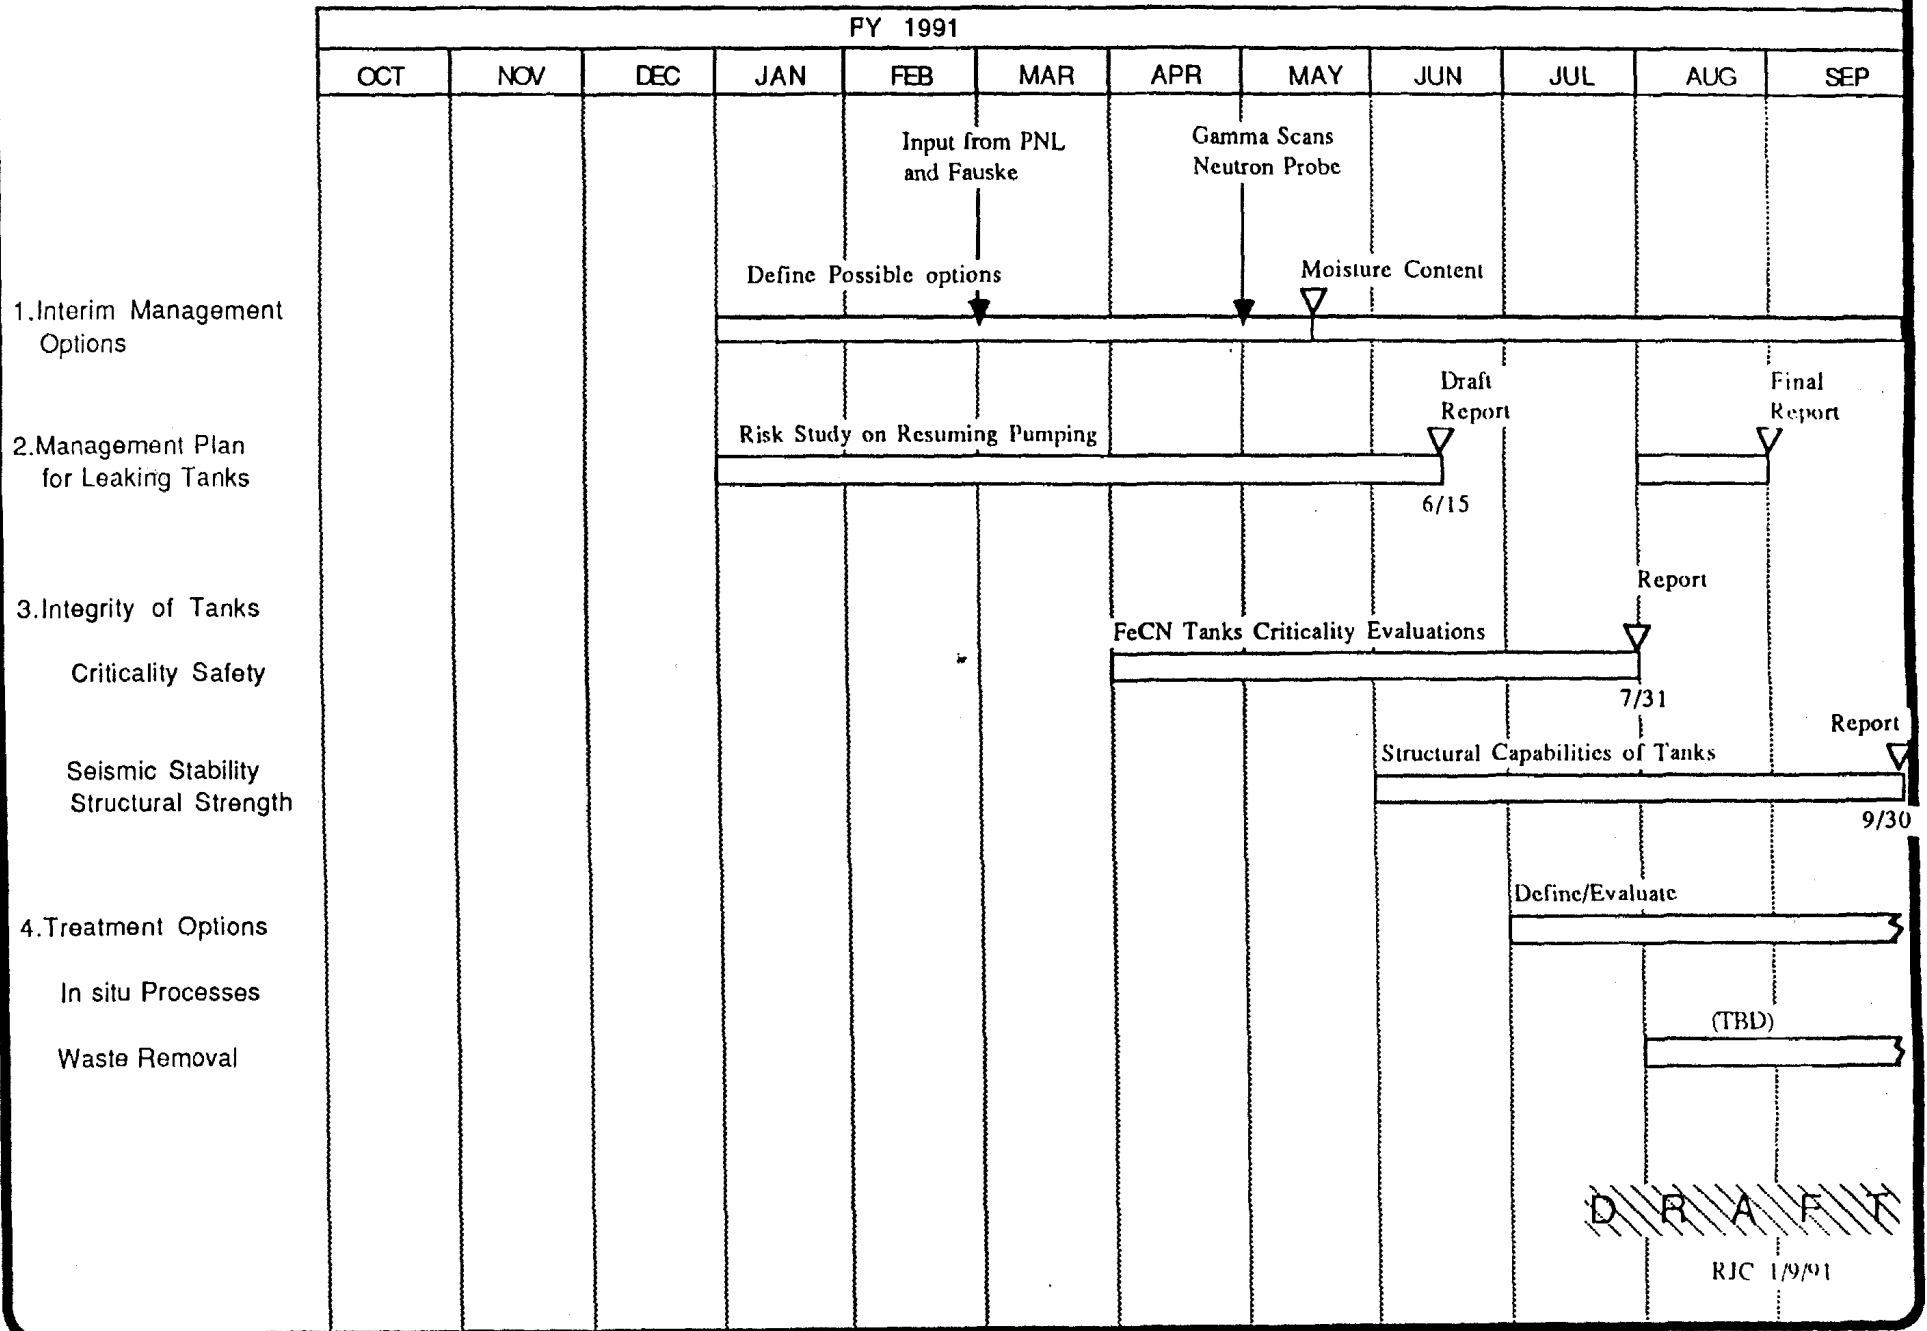 FY 1991
OCT NOV DEC JAN FEB MAR APR MAY JUN JUL AUG SEP
Input from PNL
and Fauske
Gamma Scans
Neutron Probe
Define Possible options
Moisture Content
1.Interim Management
Options
Draft
Report
Final
Report
Risk Study on Resuming Pumping
2.Management Plan
for Leaking Tanks
6/15
Report
3.Integrity of Tanks
FeCN Tanks Criticality Evaluations
Criticality Safety
7/31
Report
Structural Capabilities of Tanks
Seismic Stability
Structural Strength
9/30
Define/Evaluate
4.Treatment Options
In situ Processes
(TBD)
Waste Removal
D R A F T
RJC 1/9/91